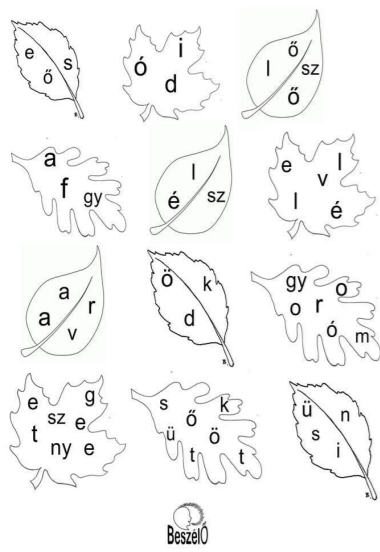 e ő s
ó i d
l ő sz ő
a f gy
l é sz
e l v l é
a a r v
ö k d
gy o o r ó m
e g sz e t ny e
s k ő ü ö t t
ü n s i
BeszélŐ